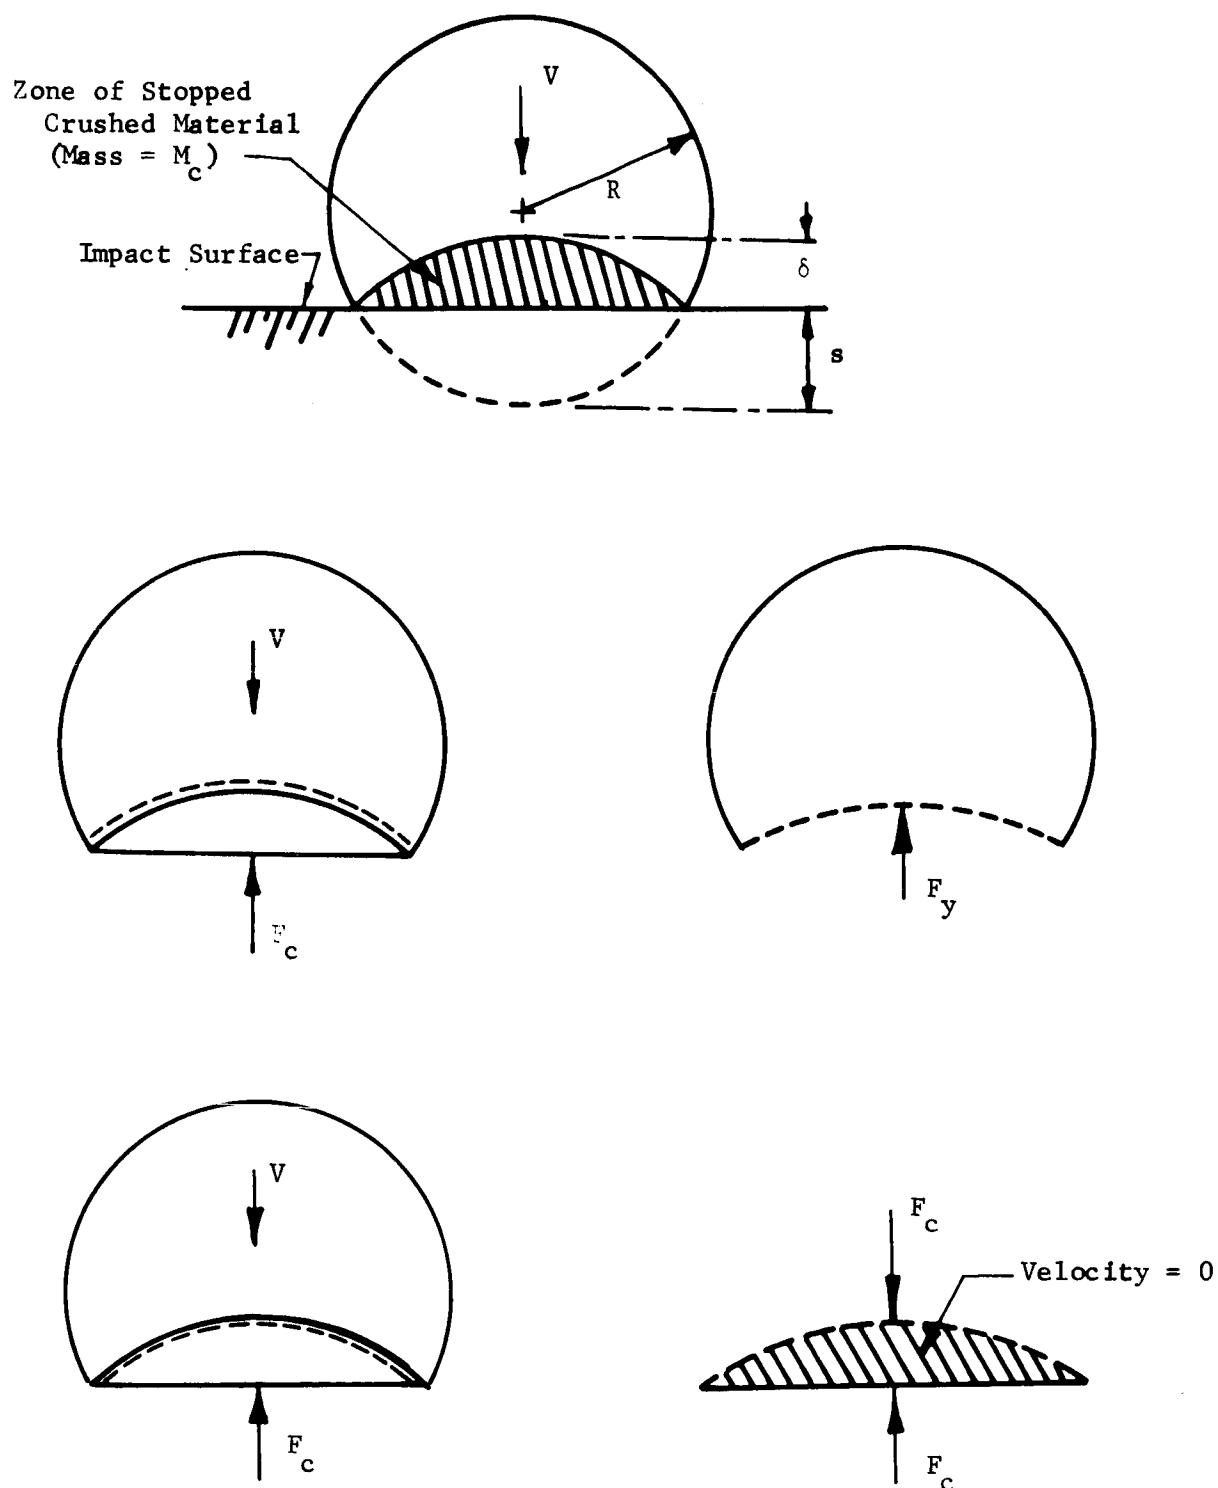 V
Zone of Stopped
Crushed Material
(Mass = M_c)
R
Impact Surface
δ
s
V
F_c
F_y
V
F_c
F_c
Velocity = 0
F_c